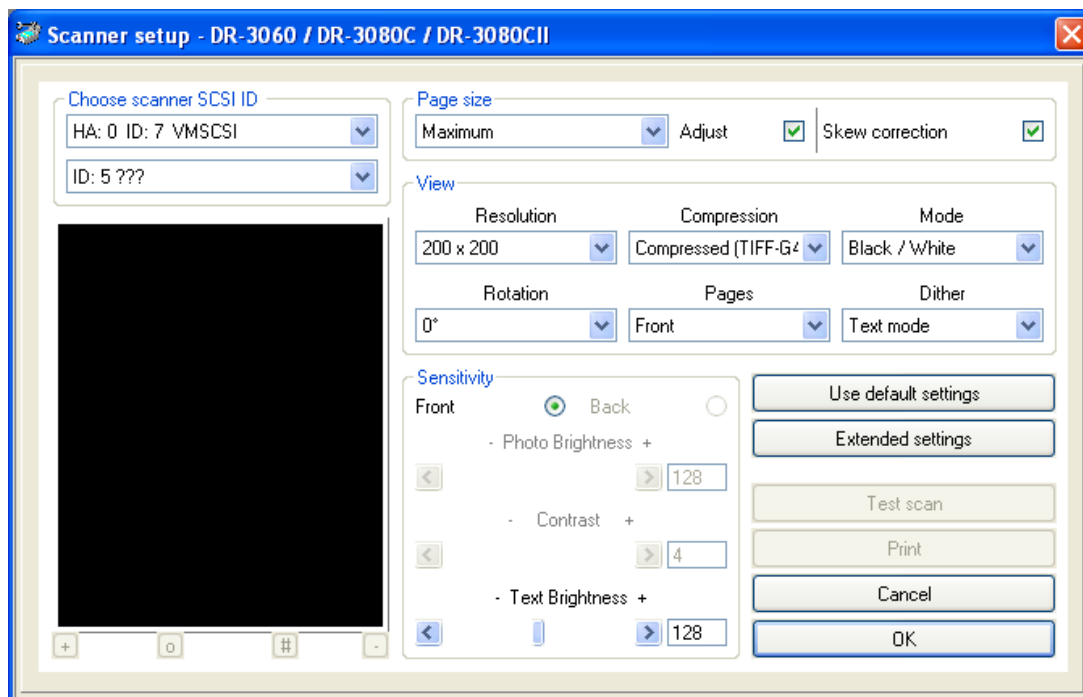 Scanner setup - DR-3060 / DR-3080C / DR-3080CII
Choose scanner SCSI ID
HA: 0 ID: 7 VMSCSI
ID: 5 ???
Page size
Maximum
Adjust
Skew correction
View
Resolution
Compression
Mode
200 x 200
Compressed (TIFF-G4
Black / White
Rotation
Pages
Dither
0°
Front
Text mode
Sensitivity
Front
Back
- Photo Brightness +
128
- Contrast +
4
- Text Brightness +
128
Use default settings
Extended settings
Test scan
Print
Cancel
OK
+ o # -